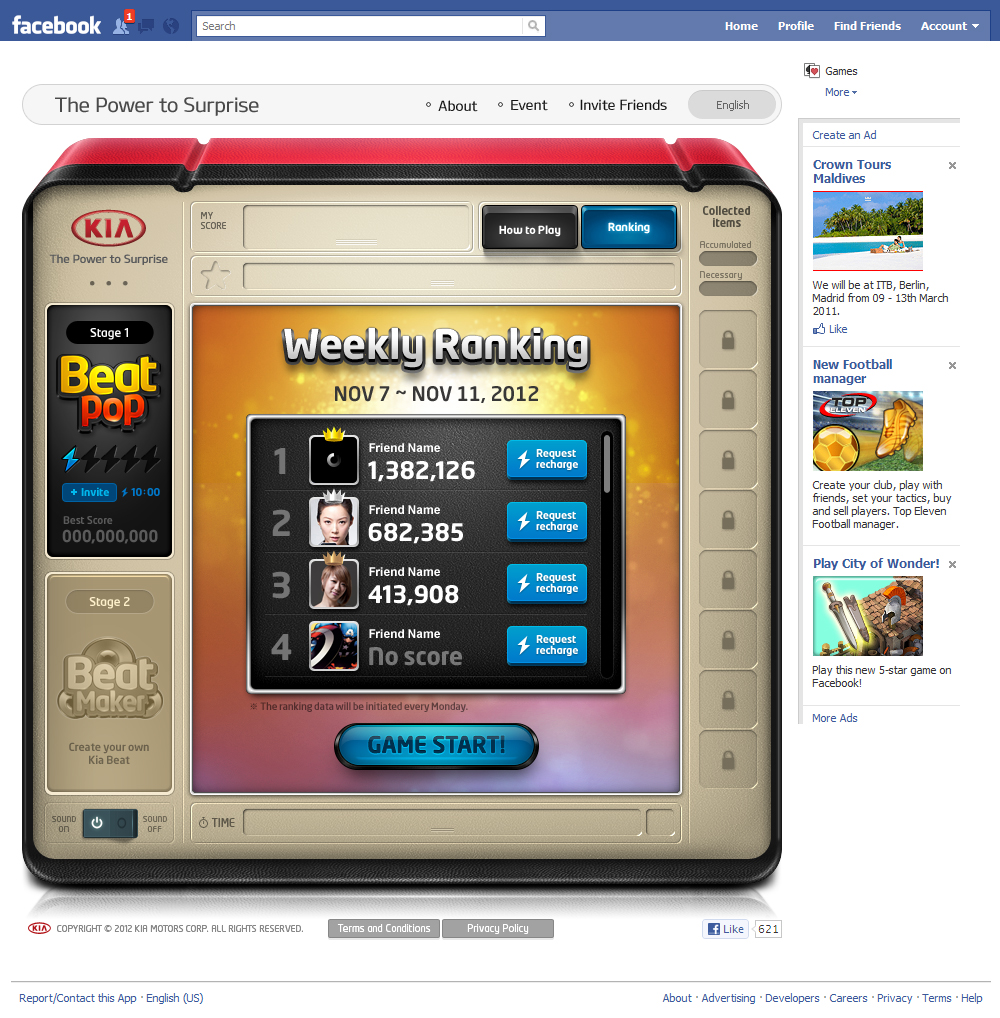 facebook
1
Search
Home Profile Find Friends Account
Games
More
The Power to Surprise
About Event Invite Friends English
KIA
The Power to Surprise
MY
SCORE
How to Play Ranking
Collected
items
Accumulated
Necessary
Stage 1
Beat
pop
+ Invite 10:00
Best Score
000,000,000
Stage 2
Beat
Maker
Create your own
Kia Beat
SOUND
ON
SOUND
OFF
Weekly Ranking
NOV 7 ~ NOV 11, 2012
1
Friend Name
1,382,126
Request
recharge
2
Friend Name
682,385
Request
recharge
3
Friend Name
413,908
Request
recharge
4
Friend Name
No score
Request
recharge
※ The ranking data will be initiated every Monday.
GAME START!
TIME
Create an Ad
Crown Tours
Maldives
We will be at ITB, Berlin,
Madrid from 09 - 13th March
2011.
Like
New Football
manager
TOP
ELEVEN
Create your club, play with
friends, set your tactics, buy
and sell players. Top Eleven
Football manager.
Play City of Wonder!
Play this new 5-star game on
Facebook!
More Ads
KIA COPYRIGHT © 2012 KIA MOTORS CORP. ALL RIGHTS RESERVED.
Terms and Conditions Privacy Policy
Like 621
Report/Contact this App · English (US)
About · Advertising · Developers · Careers · Privacy · Terms · Help